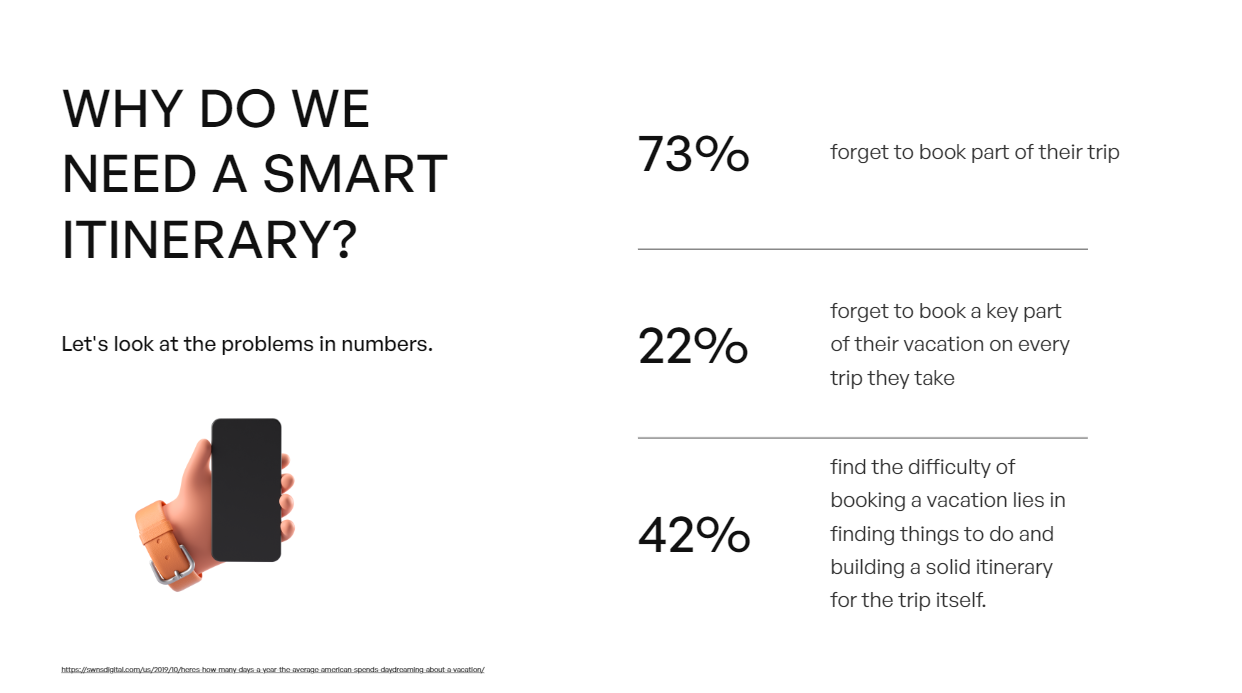 WHY DO WE
NEED A SMART
ITINERARY?
Let's look at the problems in numbers.
73%
forget to book part of their trip
22%
forget to book a key part
of their vacation on every
trip they take
42%
find the difficulty of
booking a vacation lies in
finding things to do and
building a solid itinerary
for the trip itself.
https://swnsdigital.com/us/2019/10/heres-how-many-days-a-year-the-average-american-spends-daydreaming-about-a-vacation/